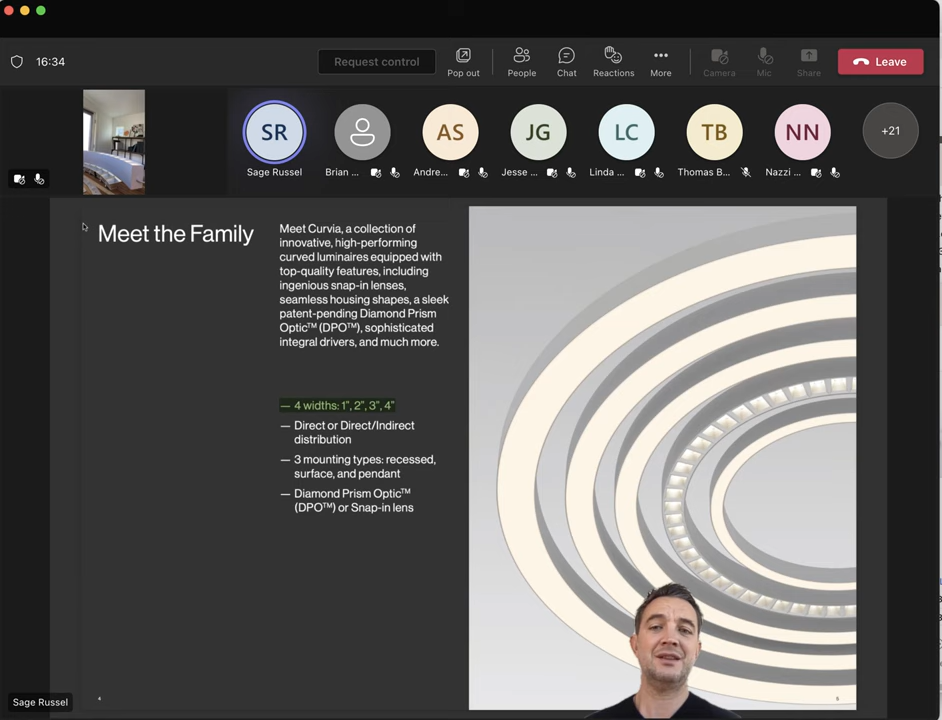 16:34
Request control
Pop out
People
Chat
Reactions
More
Camera
Mic
Share
Leave
SR
AS
JG
LC
TB
NN
+21
Sage Russel
Brian ...
Andre...
Jesse ...
Linda ...
Thomas B...
Nazzi ...
Meet the Family
Meet Curvia, a collection of
innovative, high-performing
curved luminaires equipped with
top-quality features, including
ingenious snap-in lenses,
seamless housing shapes, a sleek
patent-pending Diamond Prism
Optic™ (DPO™), sophisticated
integral drivers, and much more.
— 4 widths: 1”, 2”, 3”, 4”
— Direct or Direct/Indirect
distribution
— 3 mounting types: recessed,
surface, and pendant
— Diamond Prism Optic™
(DPO™) or Snap-in lens
Sage Russel